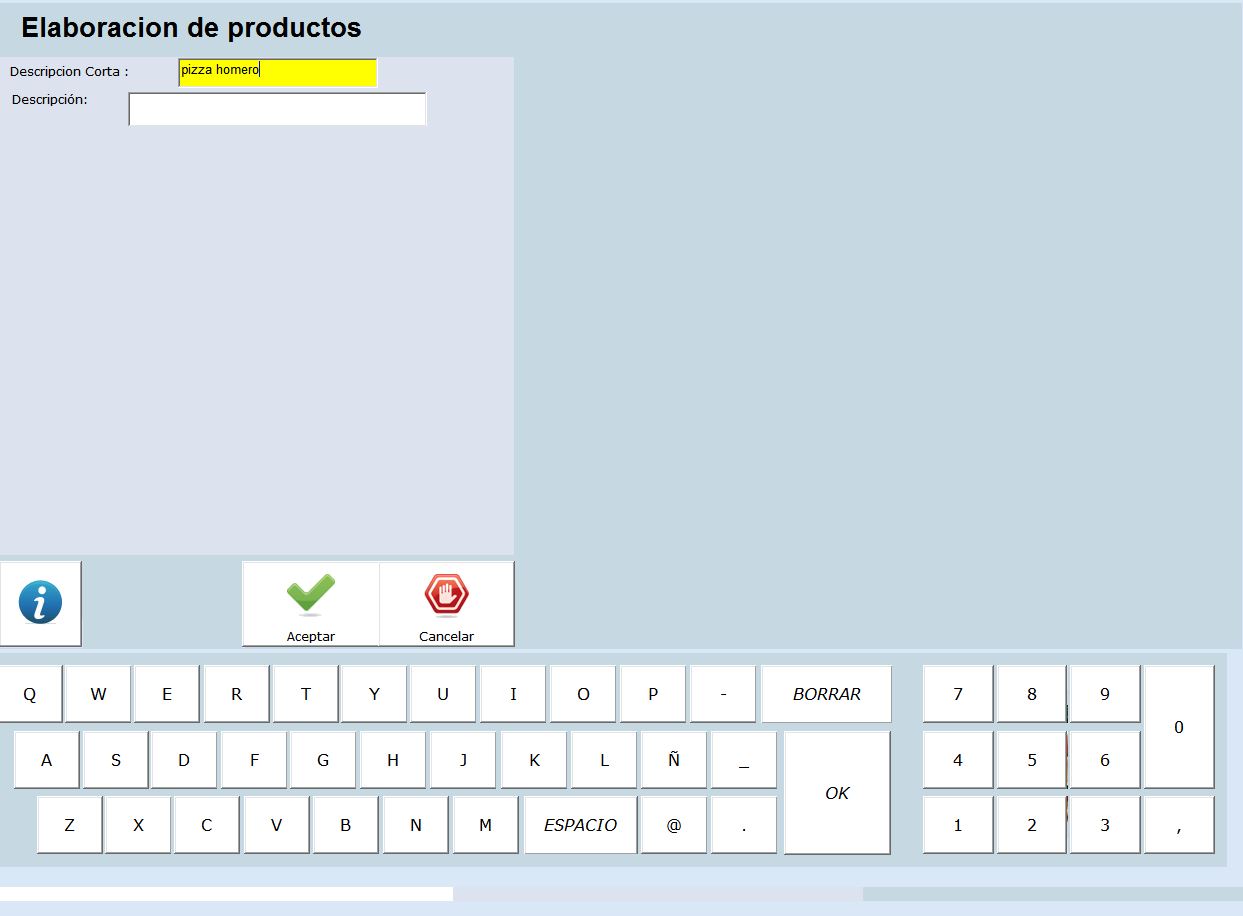 Elaboracion de productos
Descripcion Corta : pizza homero
Descripción:
Aceptar Cancelar
Q W E R T Y U I O P - BORRAR 7 8 9 0
A S D F G H J K L Ñ _ OK 4 5 6
Z X C V B N M ESPACIO @ . 1 2 3 ,